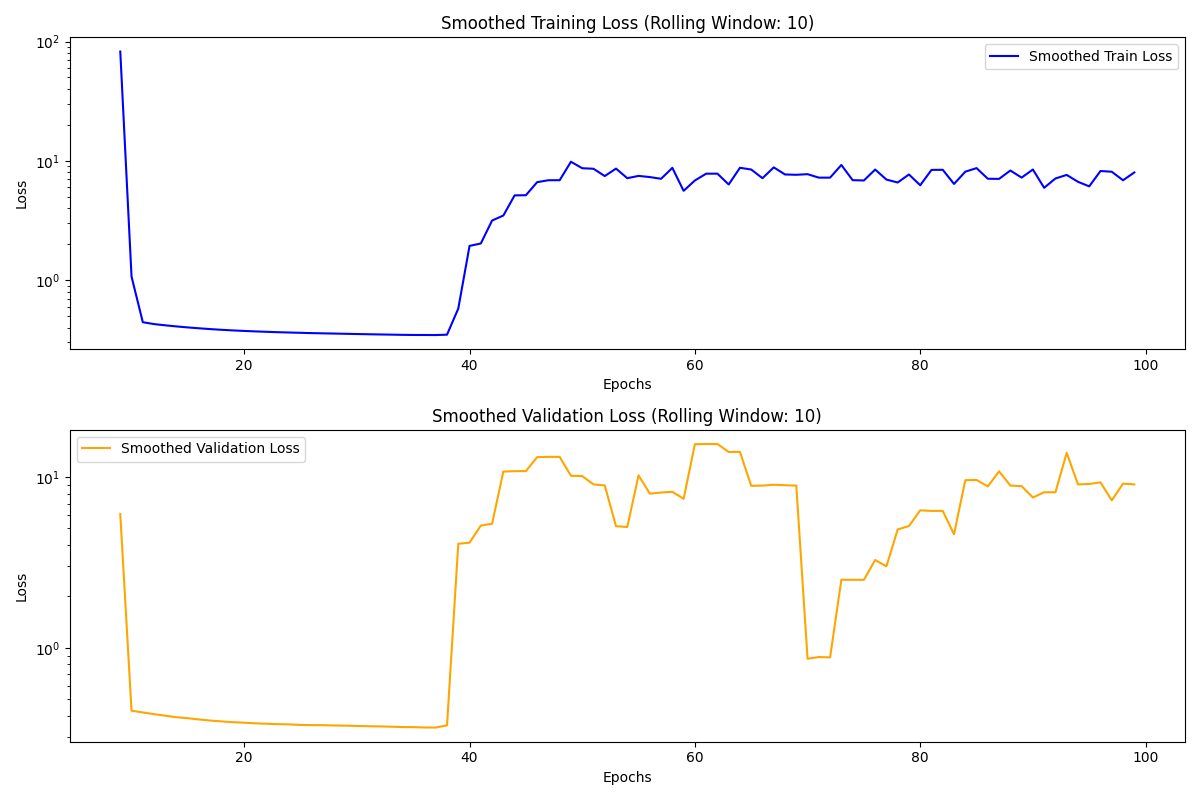 Smoothed Training Loss (Rolling Window: 10)
Smoothed Train Loss
10²
10¹
10⁰
Loss
20 40 60 80 100
Epochs
Smoothed Validation Loss (Rolling Window: 10)
Smoothed Validation Loss
10¹
10⁰
Loss
20 40 60 80 100
Epochs